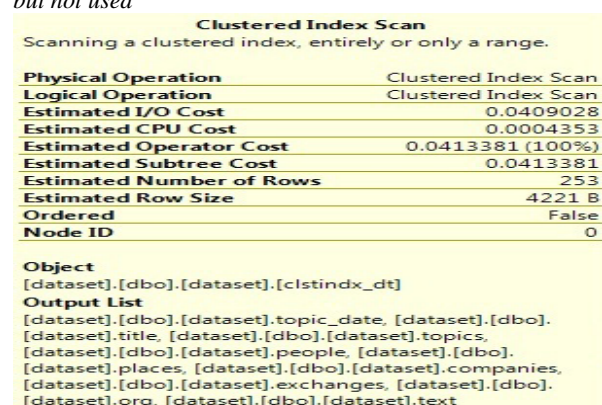 but not used
Clustered Index Scan
Scanning a clustered index, entirely or only a range.
Physical Operation Clustered Index Scan
Logical Operation Clustered Index Scan
Estimated I/O Cost 0.0409028
Estimated CPU Cost 0.0004353
Estimated Operator Cost 0.0413381 (100%)
Estimated Subtree Cost 0.0413381
Estimated Number of Rows 253
Estimated Row Size 4221 B
Ordered False
Node ID 0
Object
[dataset].[dbo].[dataset].[clstindx_dt]
Output List
[dataset].[dbo].[dataset].topic_date, [dataset].[dbo].
[dataset].title, [dataset].[dbo].[dataset].topics,
[dataset].[dbo].[dataset].people, [dataset].[dbo].
[dataset].places, [dataset].[dbo].[dataset].companies,
[dataset].[dbo].[dataset].exchanges, [dataset].[dbo].
[dataset].org, [dataset].[dbo].[dataset].text